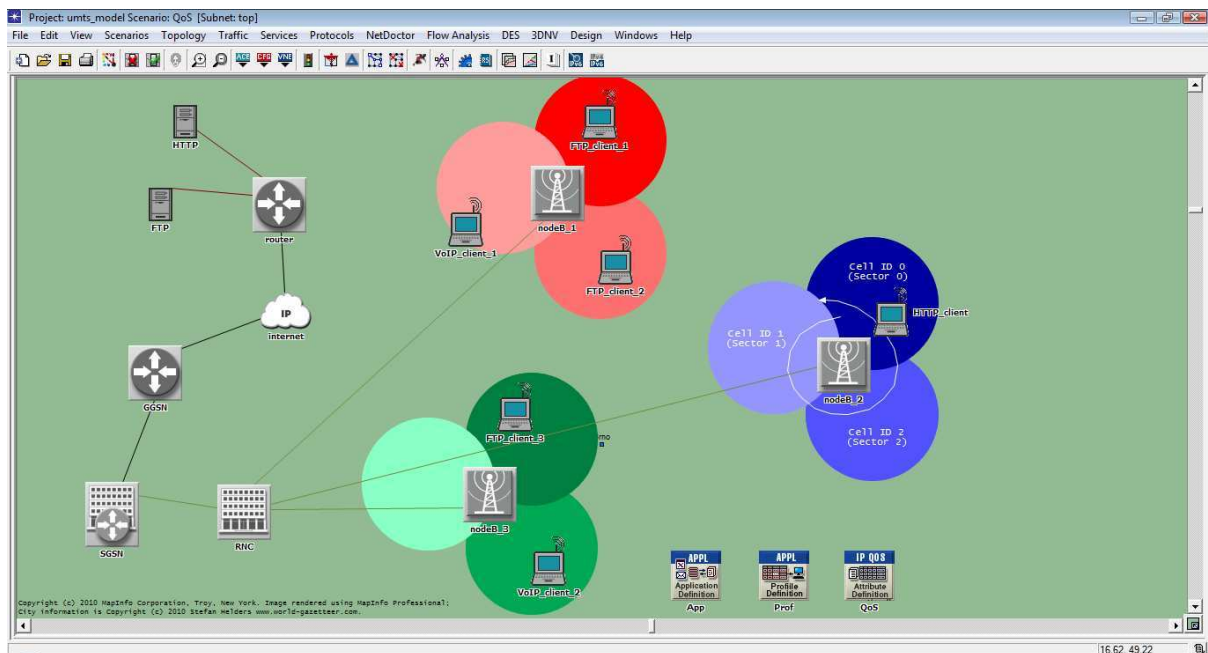 Project: umts_model Scenario: QoS [Subnet: top]
File Edit View Scenarios Topology Traffic Services Protocols NetDoctor Flow Analysis DES 3DNV Design Windows Help
HTTP
FTP
router
IP
internet
GGSN
SGSN
RNC
FTP_client_1
nodeB_1
VoIP_client_1
FTP_client_2
Cell ID 0
(Sector 0)
HTTP_client
Cell ID 1
(Sector 1)
nodeB_2
Cell ID 2
(Sector 2)
FTP_client_3
nodeB_3
VoIP_client_2
APPL
Application
Definition
App
APPL
Profile
Definition
Prof
IP QOS
Attribute
Definition
QoS
Copyright (c) 2010 MapInfo Corporation, Troy, New York. Image rendered using MapInfo Professional;
City information is Copyright (c) 2010 Stefan Helders www.world-gazetteer.com.
16.62, 49.22